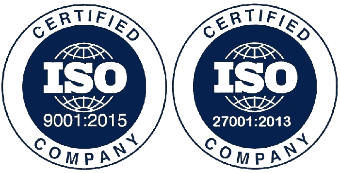 CERTIFIED
ISO
9001:2015
COMPANY
CERTIFIED
ISO
27001:2013
COMPANY